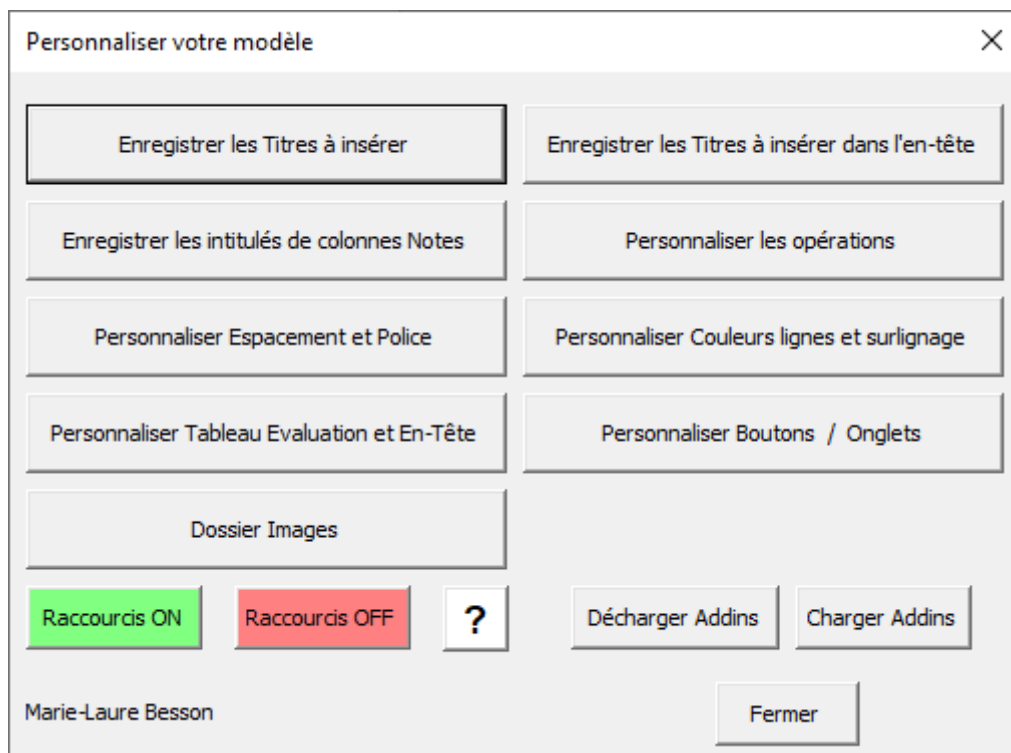 Personnaliser votre modèle
Enregistrer les Titres à insérer
Enregistrer les Titres à insérer dans l'en-tête
Enregistrer les intitulés de colonnes Notes
Personnaliser les opérations
Personnaliser Espacement et Police
Personnaliser Couleurs lignes et surlignage
Personnaliser Tableau Evaluation et En-Tête
Personnaliser Boutons / Onglets
Dossier Images
Raccourcis ON
Raccourcis OFF
?
Décharger Addins
Charger Addins
Marie-Laure Besson
Fermer